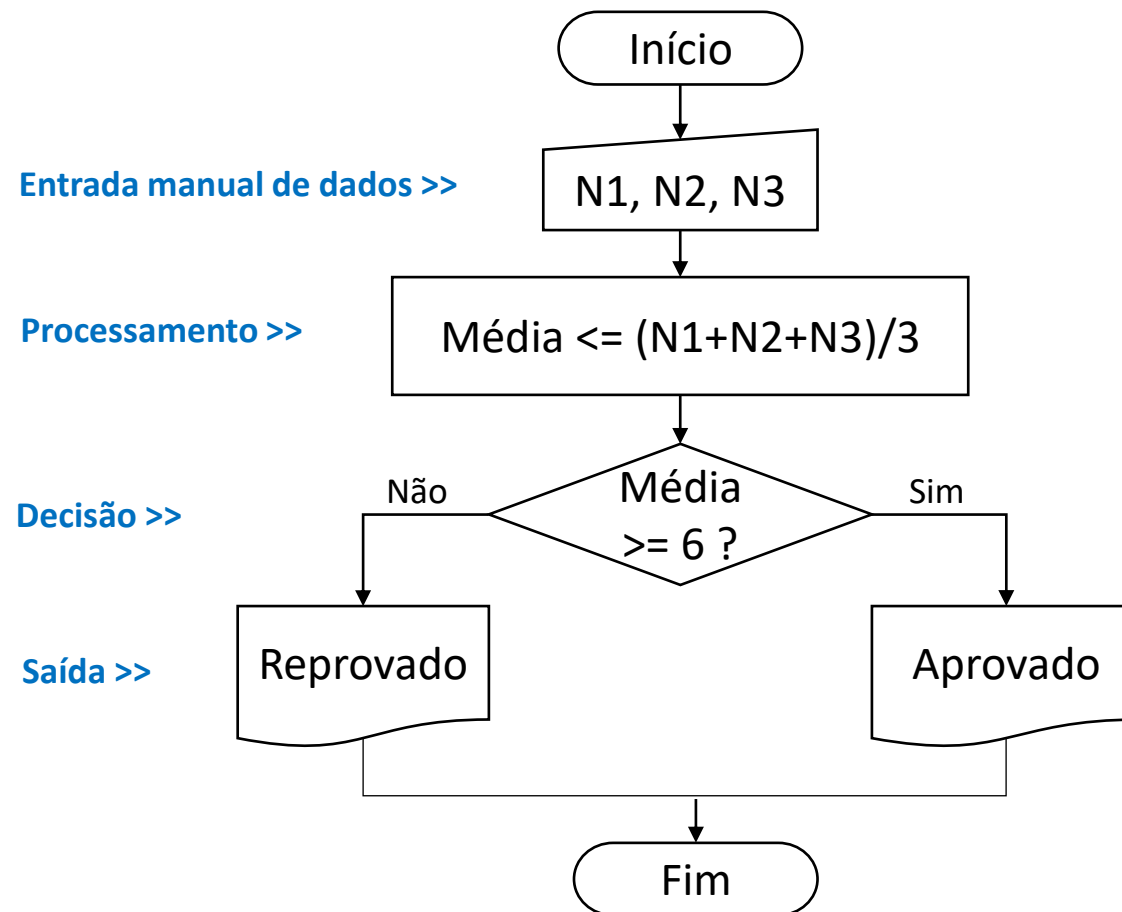 Início
Entrada manual de dados >>
N1, N2, N3
Processamento >>
Média <= (N1+N2+N3)/3
Decisão >>
Não
Média
>= 6 ?
Sim
Saída >>
Reprovado
Aprovado
Fim